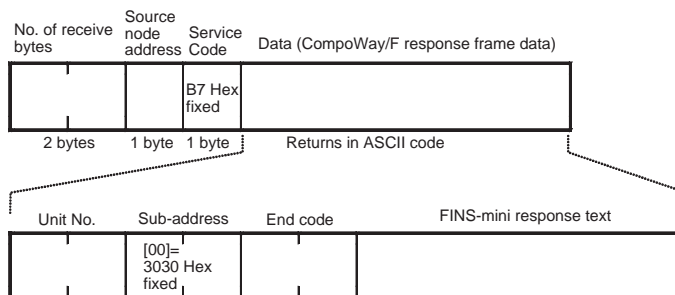 No. of receive bytes
Source node address
Service Code
Data (CompoWay/F response frame data)
B7 Hex fixed
2 bytes
1 byte
1 byte
Returns in ASCII code
Unit No.
Sub-address
End code
FINS-mini response text
[00]=
3030 Hex
fixed